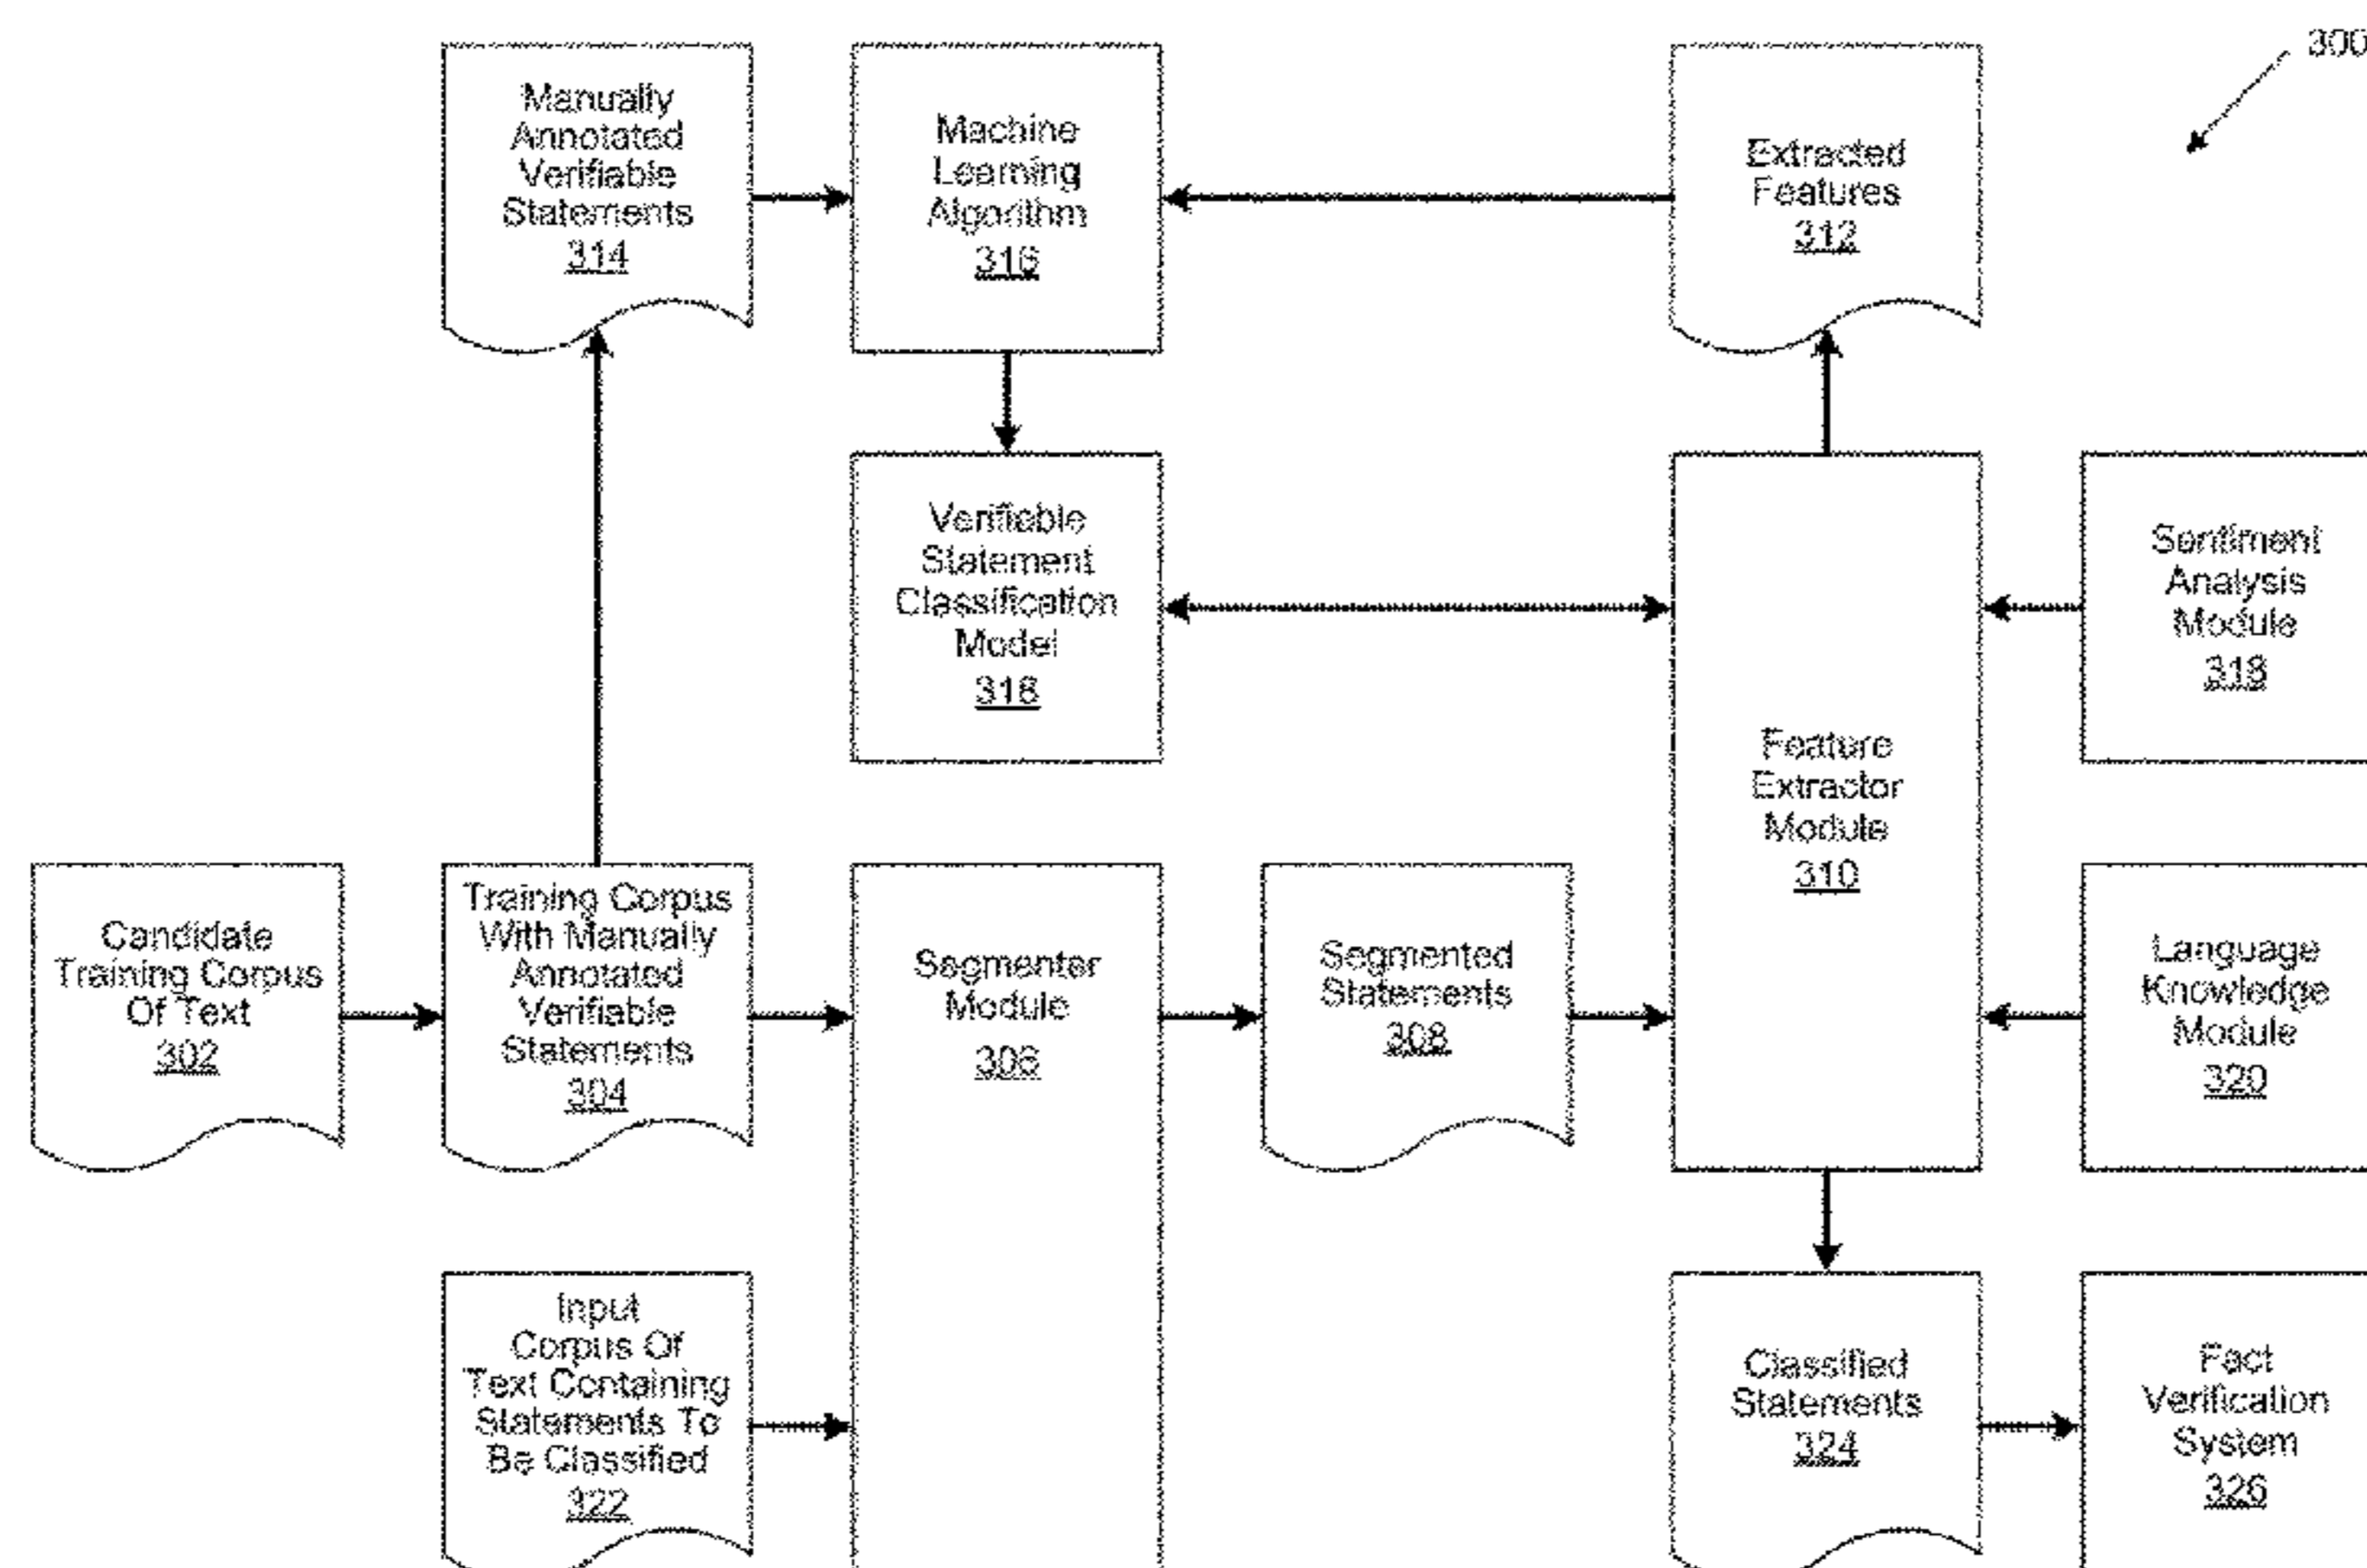 300
Manually
Annotated
Verifiable
Statements
314
Machine
Learning
Algorithm
316
Extracted
Features
312
Verifiable
Statement
Classification
Model
318
Sentiment
Analysis
Module
318
Feature
Extractor
Module
310
Candidate
Training Corpus
Of Text
302
Training Corpus
With Manually
Annotated
Verifiable
Statements
304
Segmenter
Module
306
Segmented
Statements
308
Language
Knowledge
Module
320
Input
Corpus Of
Text Containing
Statements To
Be Classified
322
Classified
Statements
324
Fact
Verification
System
326